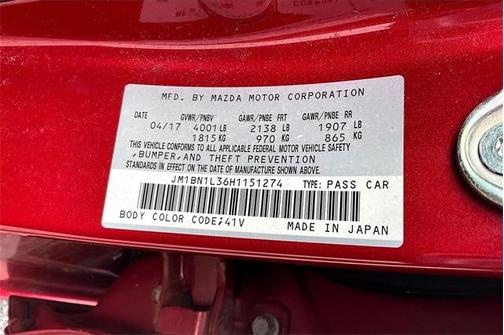 MFD. BY MAZDA MOTOR CORPORATION
DATE GVWR/PNBV GAWR/PNBE FRT GAWR/PNBE RR
04/17 4001 LB 2138 LB 1907 LB
1815 KG 970 KG 865 KG
THIS VEHICLE CONFORMS TO ALL APPLICABLE FEDERAL MOTOR VEHICLE SAFETY
,BUMPER,AND THEFT PREVENTION
STANDARDS IN EFFECT ON THE DATE OF MANUFACTURE SHOWN ABOVE.
JM1BN1L36H1151274 TYPE: PASS CAR
BODY COLOR CODE;41V MADE IN JAPAN